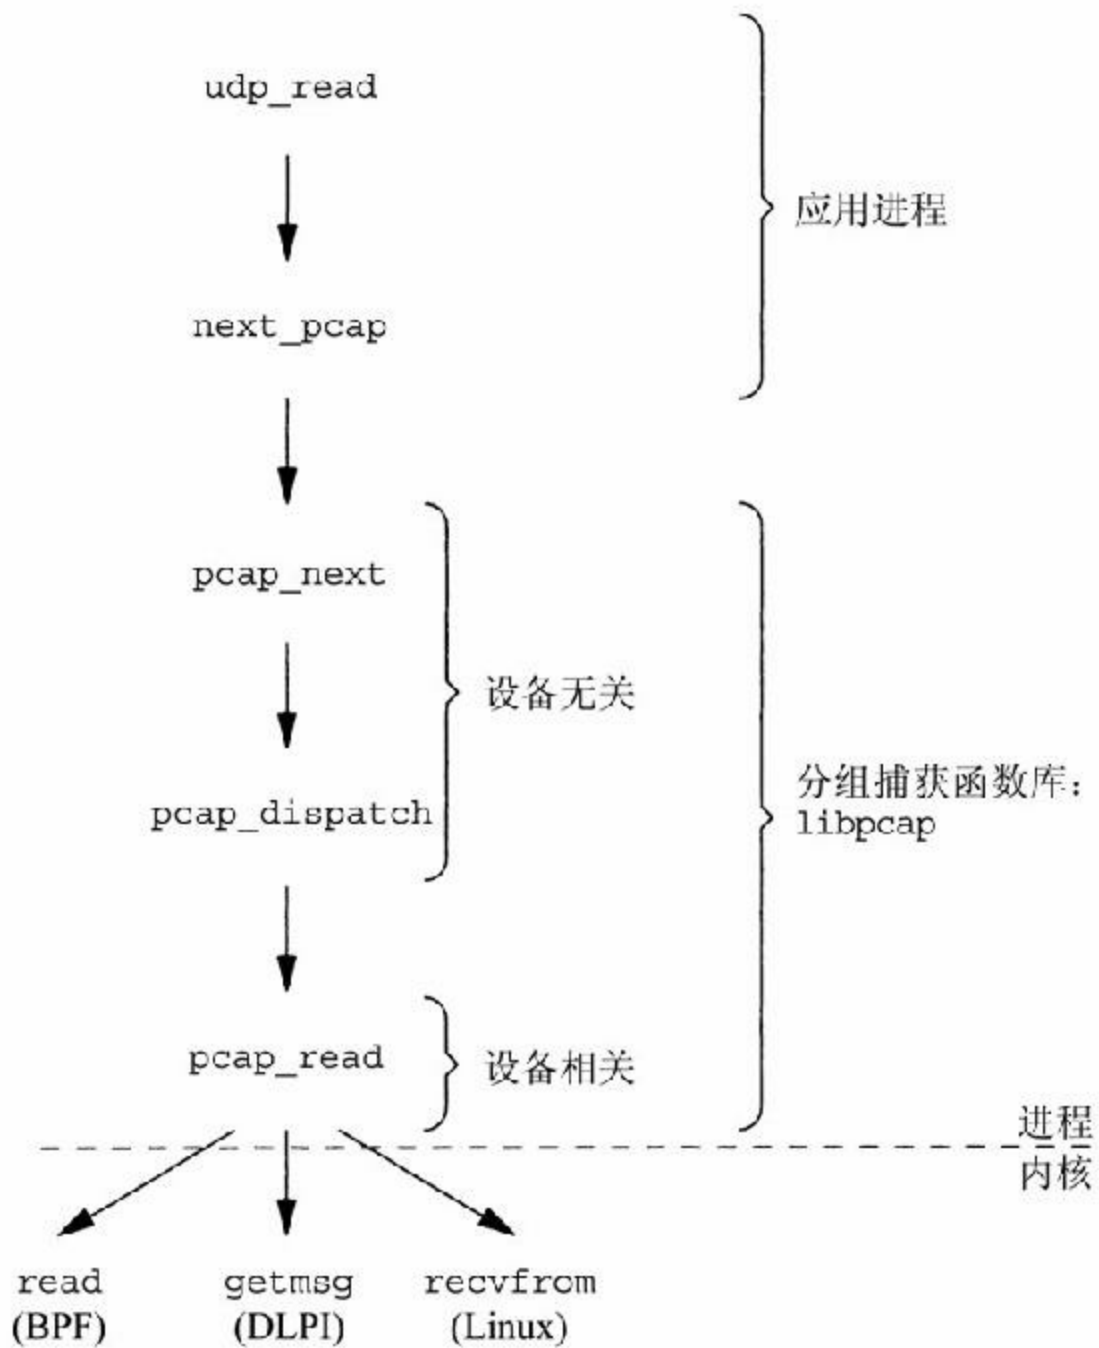 udp_read
应用进程
next_pcap
pcap_next
设备无关
分组捕获函数库:
libpcap
pcap_dispatch
pcap_read
设备相关
进程
内核
read
(BPF)
getmsg
(DLPI)
recvfrom
(Linux)